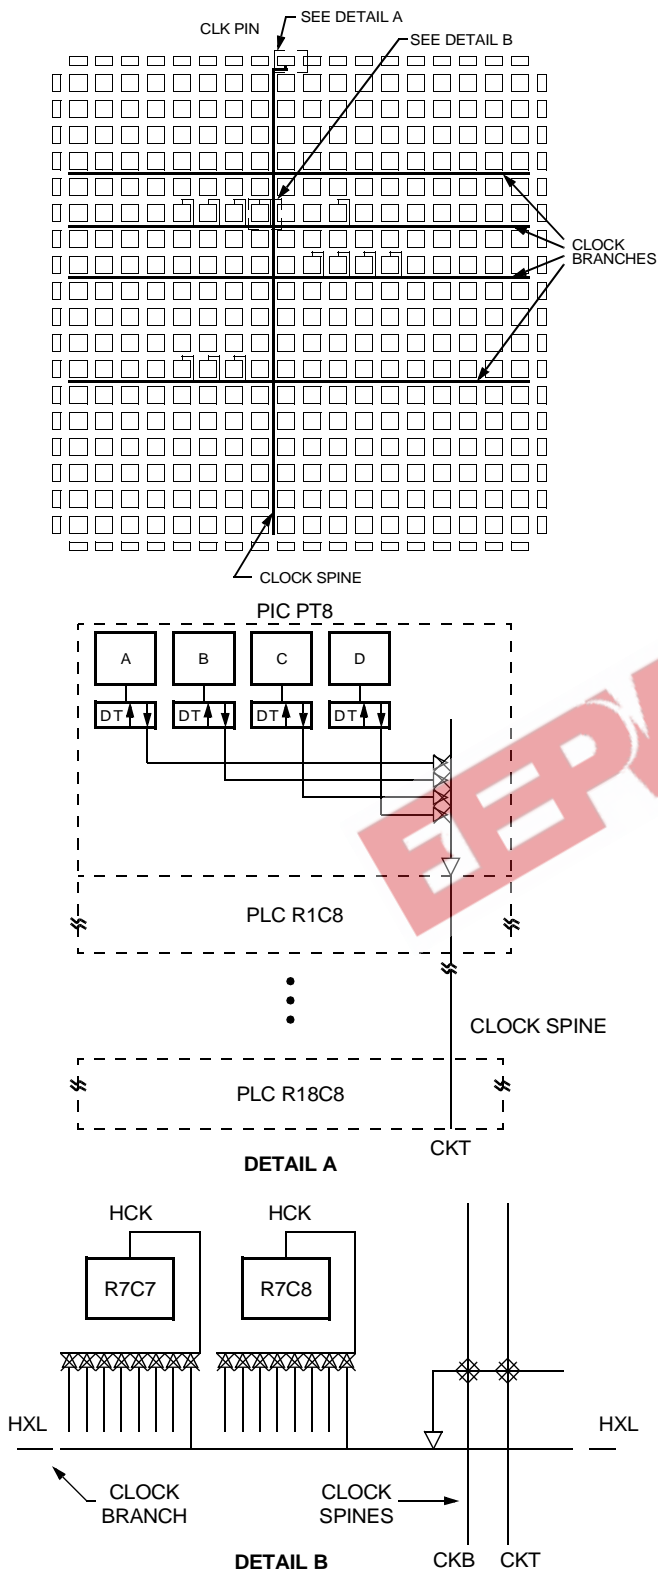 SEE DETAIL A
CLK PIN
SEE DETAIL B
CLOCK
BRANCHES
CLOCK SPINE
PIC PT8
A B C D
DT DT DT DT
PLC R1C8
CLOCK SPINE
PLC R18C8
CKT
DETAIL A
HCK HCK
R7C7 R7C8
HXL HXL
CLOCK
BRANCH
CLOCK
SPINES
CKB CKT
DETAIL B